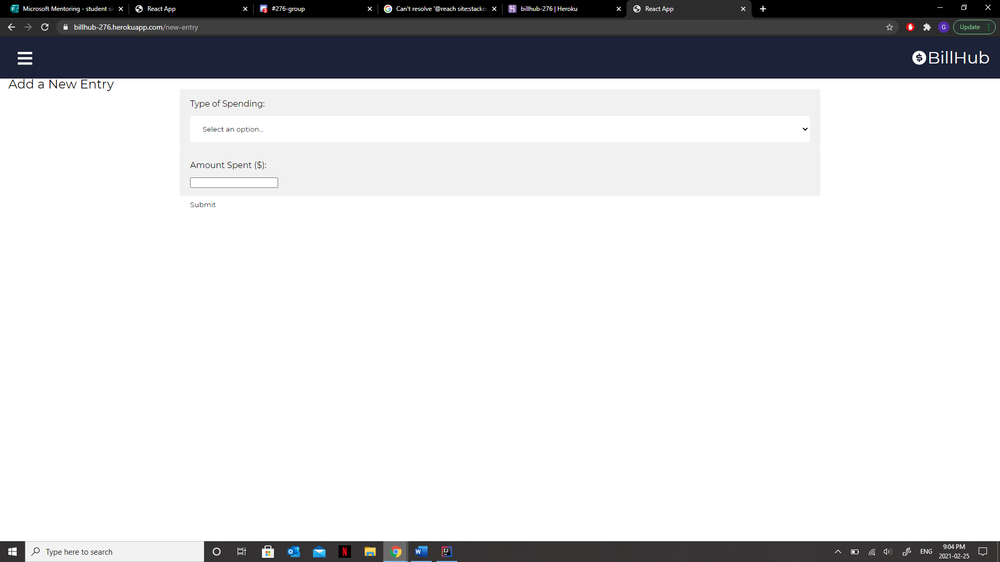 Microsoft Mentoring - student si
React App
#276-group
Can't resolve '@reach site:stacko
billhub-276 | Heroku
React App
billhub-276.herokuapp.com/new-entry
G
Update
BillHub
Add a New Entry
Type of Spending:
Select an option...
Amount Spent ($):
Submit
Type here to search
ENG
9:04 PM
2021-02-25